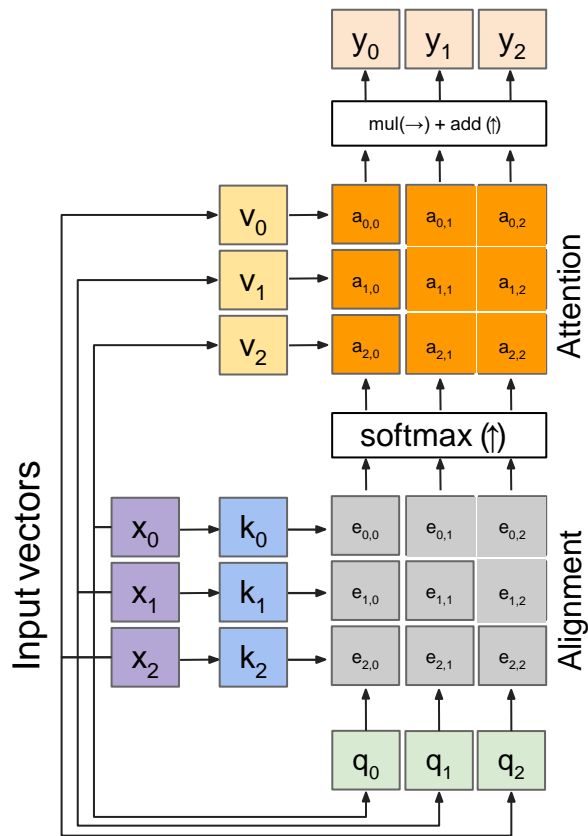 y0 y1 y2
mul(→) + add (↑)
v0 a0,0 a0,1 a0,2
v1 a1,0 a1,1 a1,2
v2 a2,0 a2,1 a2,2
Attention
softmax (↑)
Input vectors
x0 k0 e0,0 e0,1 e0,2
x1 k1 e1,0 e1,1 e1,2
x2 k2 e2,0 e2,1 e2,2
Alignment
q0 q1 q2